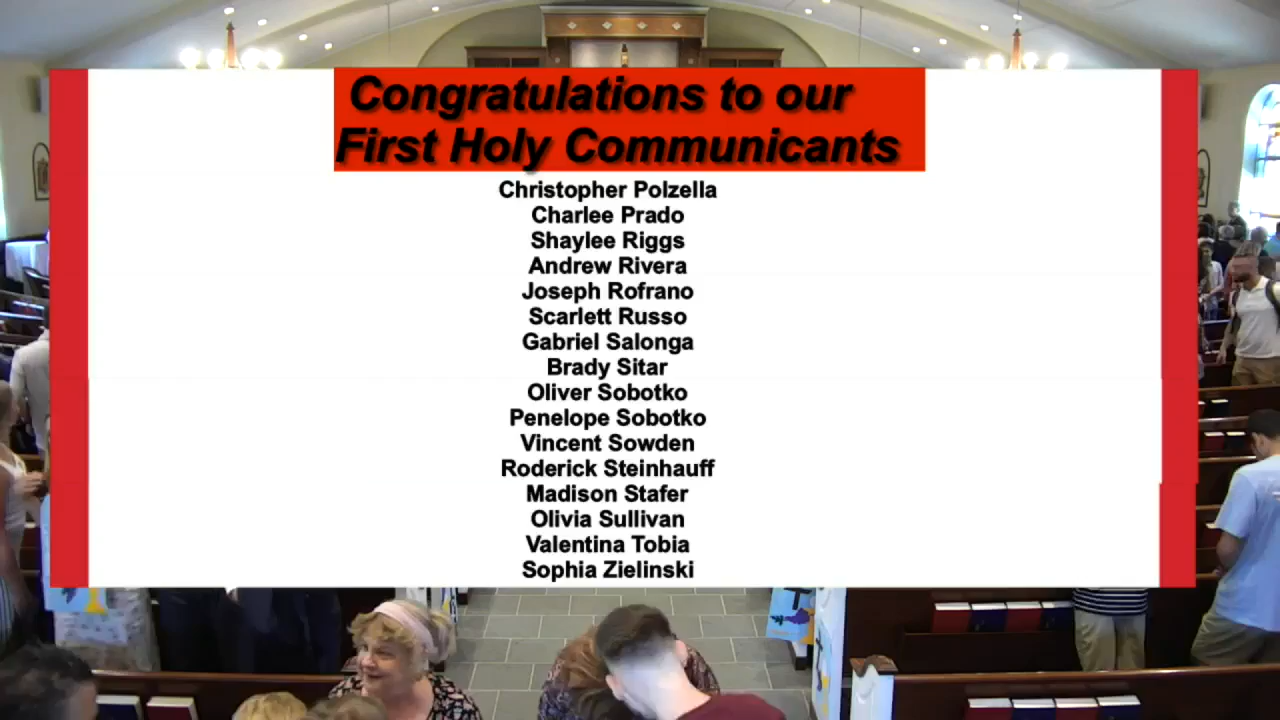 Congratulations to our
First Holy Communicants
Christopher Polzella
Charlee Prado
Shaylee Riggs
Andrew Rivera
Joseph Rofrano
Scarlett Russo
Gabriel Salonga
Brady Sitar
Oliver Sobotko
Penelope Sobotko
Vincent Sowden
Roderick Steinhauff
Madison Stafer
Olivia Sullivan
Valentina Tobia
Sophia Zielinski